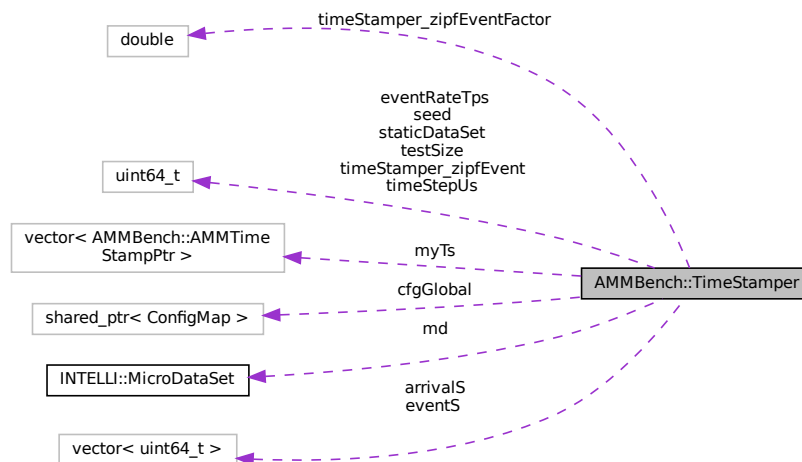 timeStamper_zipfEventFactor
double
eventRateTps
seed
staticDataSet
testSize
timeStamper_zipfEvent
timeStepUs
uint64_t
vector< AMMBench::AMMTime
StampPtr >
myTs
AMMBench::TimeStamper
cfgGlobal
shared_ptr< ConfigMap >
md
INTELLI::MicroDataSet
arrivalS
eventS
vector< uint64_t >